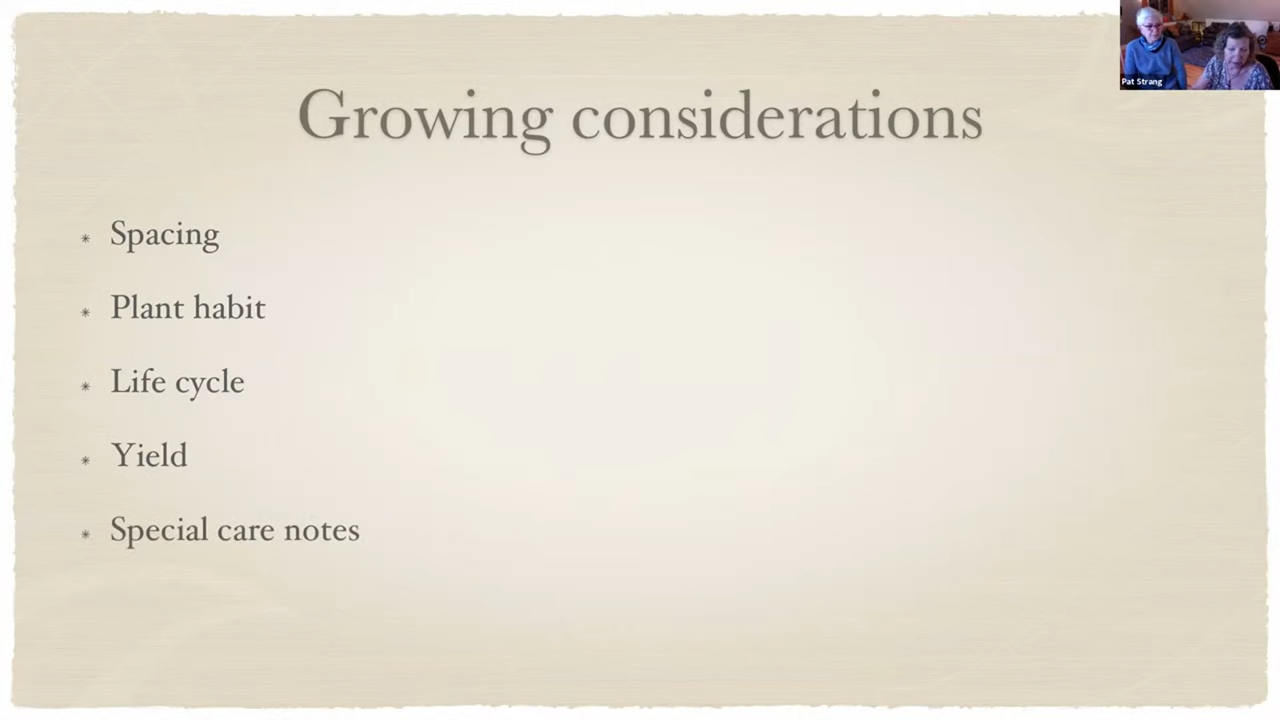 Growing considerations
Pat Strang
* Spacing
* Plant habit
* Life cycle
* Yield
* Special care notes